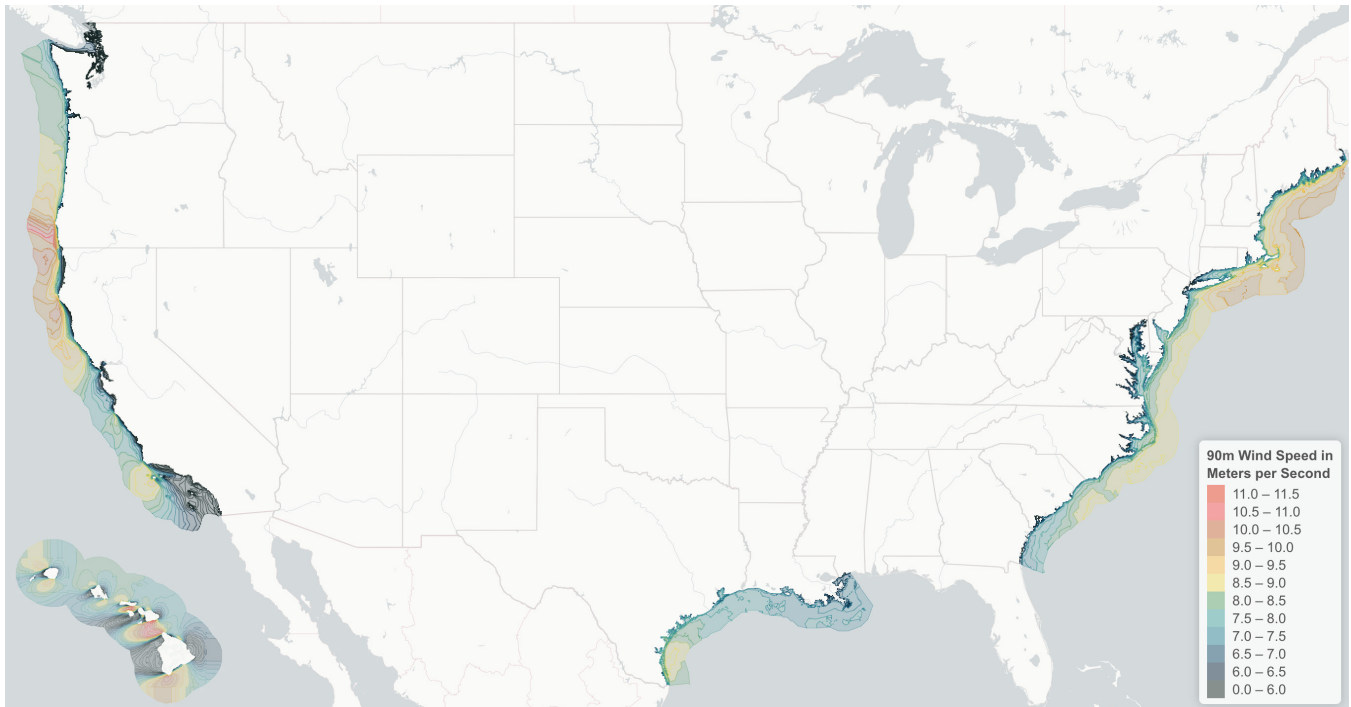 90m Wind Speed in
Meters per Second
11.0 – 11.5
10.5 – 11.0
10.0 – 10.5
9.5 – 10.0
9.0 – 9.5
8.5 – 9.0
8.0 – 8.5
7.5 – 8.0
7.0 – 7.5
6.5 – 7.0
6.0 – 6.5
0.0 – 6.0